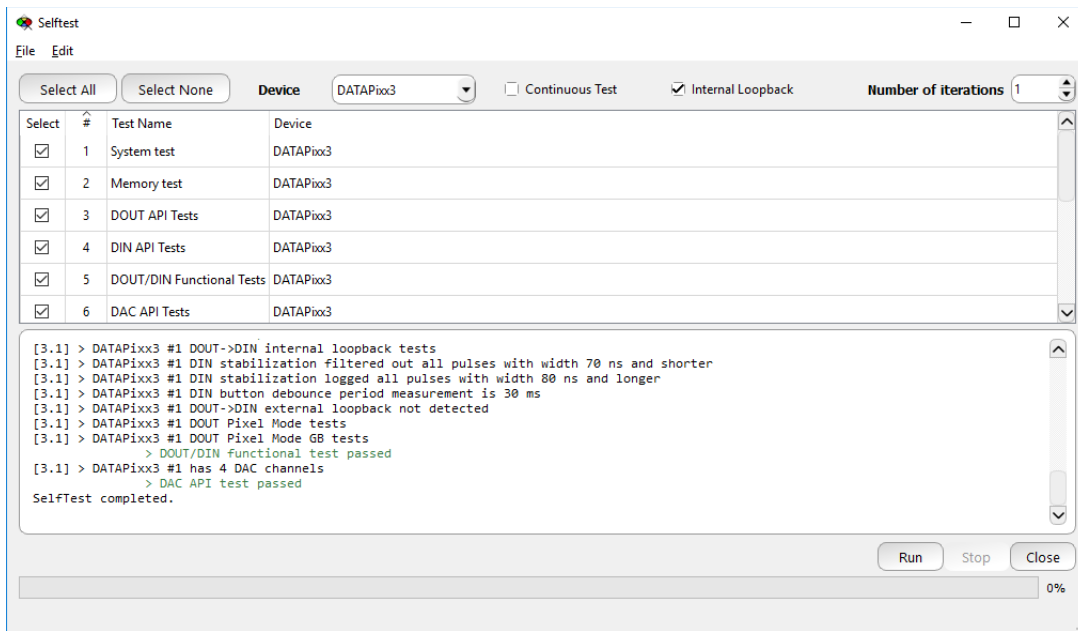 Selftest
File Edit
Select All Select None Device DATAPixx3 Continuous Test Internal Loopback Number of iterations 1
Select # Test Name Device
1 System test DATAPixx3
2 Memory test DATAPixx3
3 DOUT API Tests DATAPixx3
4 DIN API Tests DATAPixx3
5 DOUT/DIN Functional Tests DATAPixx3
6 DAC API Tests DATAPixx3
[3.1] > DATAPixx3 #1 DOUT->DIN internal loopback tests
[3.1] > DATAPixx3 #1 DIN stabilization filtered out all pulses with width 70 ns and shorter
[3.1] > DATAPixx3 #1 DIN stabilization logged all pulses with width 80 ns and longer
[3.1] > DATAPixx3 #1 DIN button debounce period measurement is 30 ms
[3.1] > DATAPixx3 #1 DOUT->DIN external loopback not detected
[3.1] > DATAPixx3 #1 DOUT Pixel Mode tests
[3.1] > DATAPixx3 #1 DOUT Pixel Mode GB tests
> DOUT/DIN functional test passed
[3.1] > DATAPixx3 #1 has 4 DAC channels
> DAC API test passed
SelfTest completed.
Run Stop Close
0%